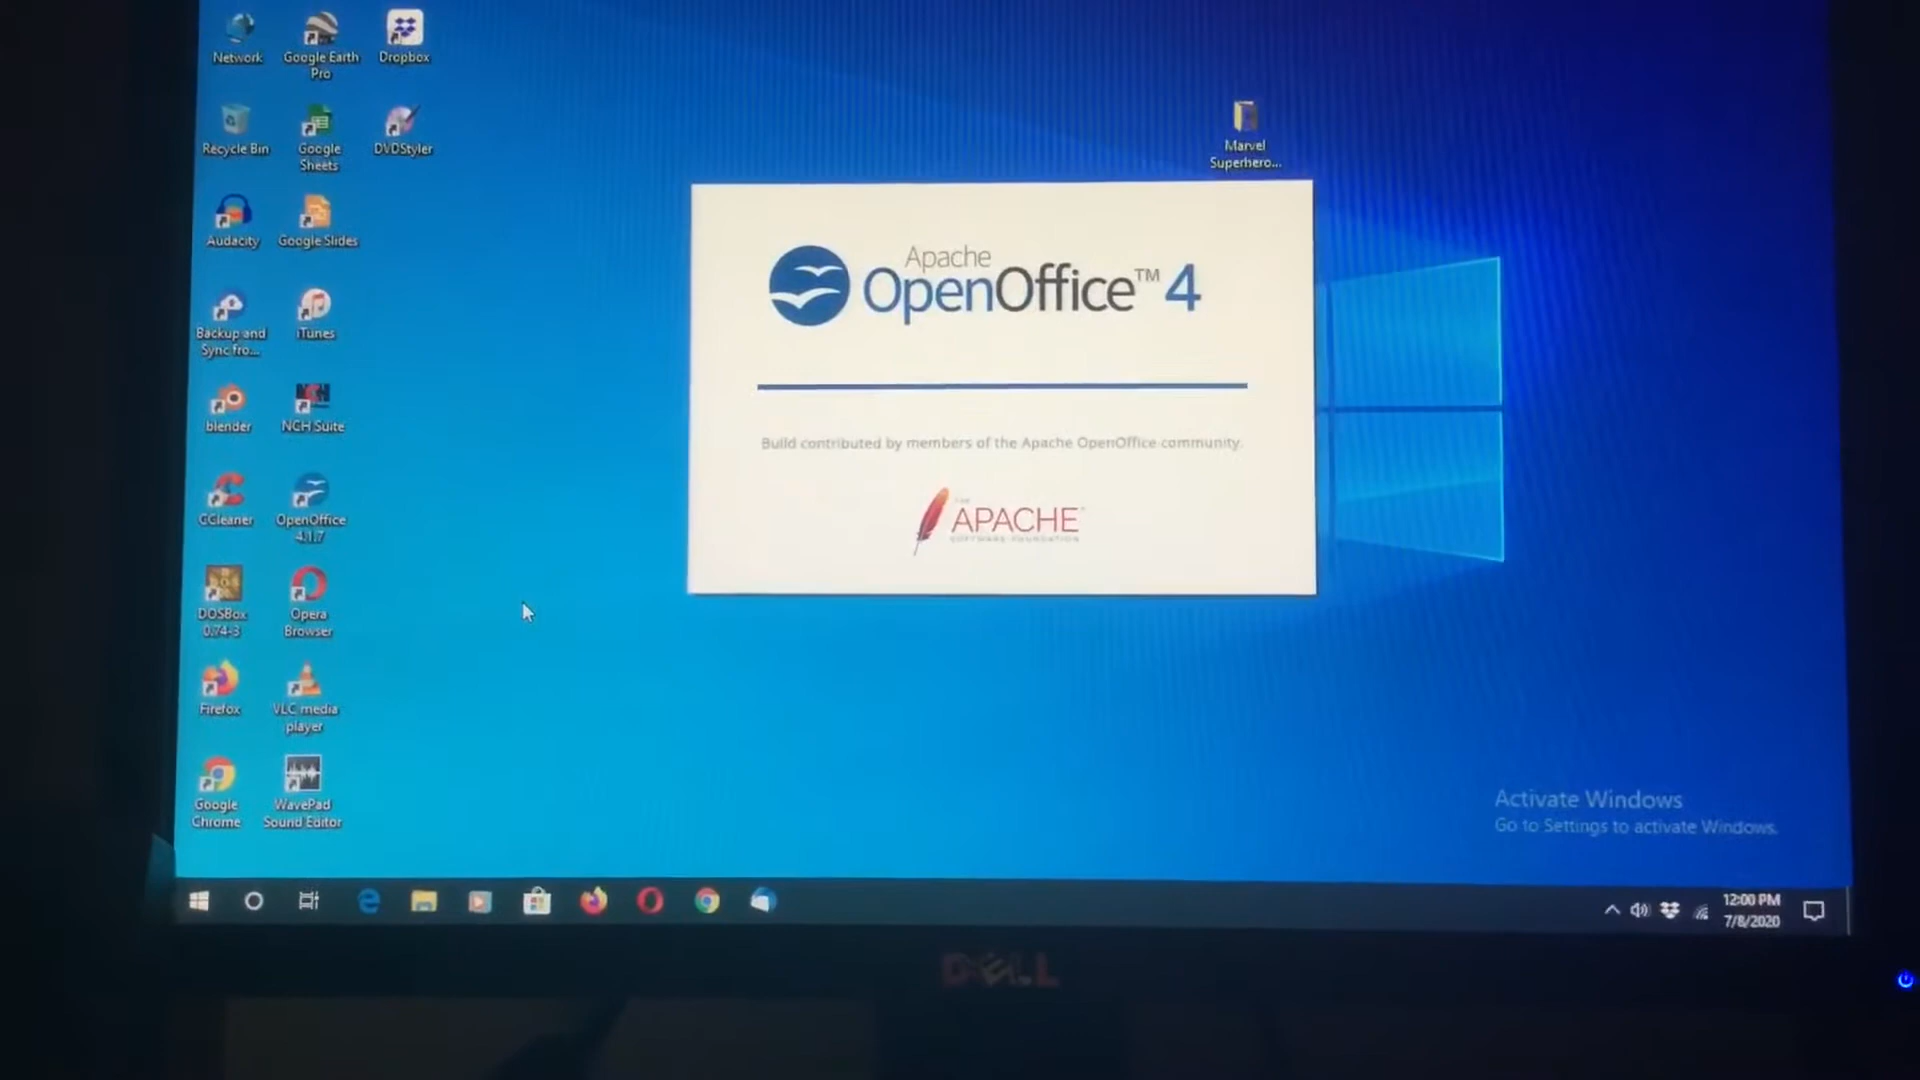 Network
Google Earth
Pro
Dropbox
Recycle Bin
Google
Sheets
DVDStyler
Marvel
Superhero...
Audacity
Google Slides
Backup and
Sync fro...
iTunes
blender
NCH Suite
CCleaner
OpenOffice
4.1.7
DOSBox
0.74-3
Opera
Browser
Firefox
VLC media
player
Google
Chrome
WavePad
Sound Editor
Apache
OpenOffice™ 4
Build contributed by members of the Apache OpenOffice community.
THE
APACHE
SOFTWARE FOUNDATION
Activate Windows
Go to Settings to activate Windows.
12:00 PM
7/8/2020
DELL